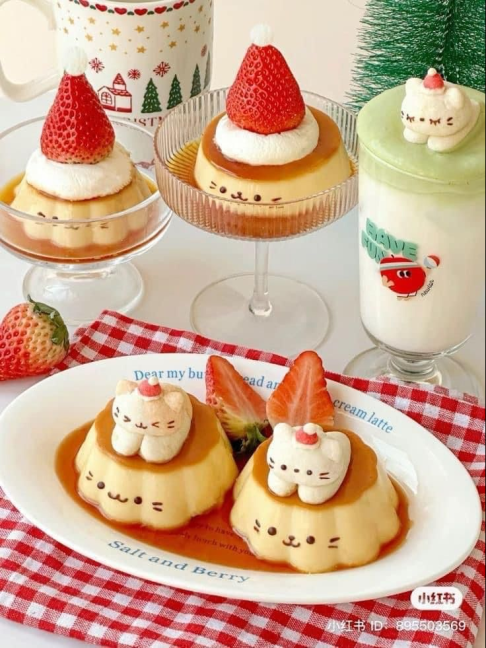 HAVE
FUN
Dear my bu
ead an
cream latte
Salt and Berry
小红书
小红书 ID: 895503569